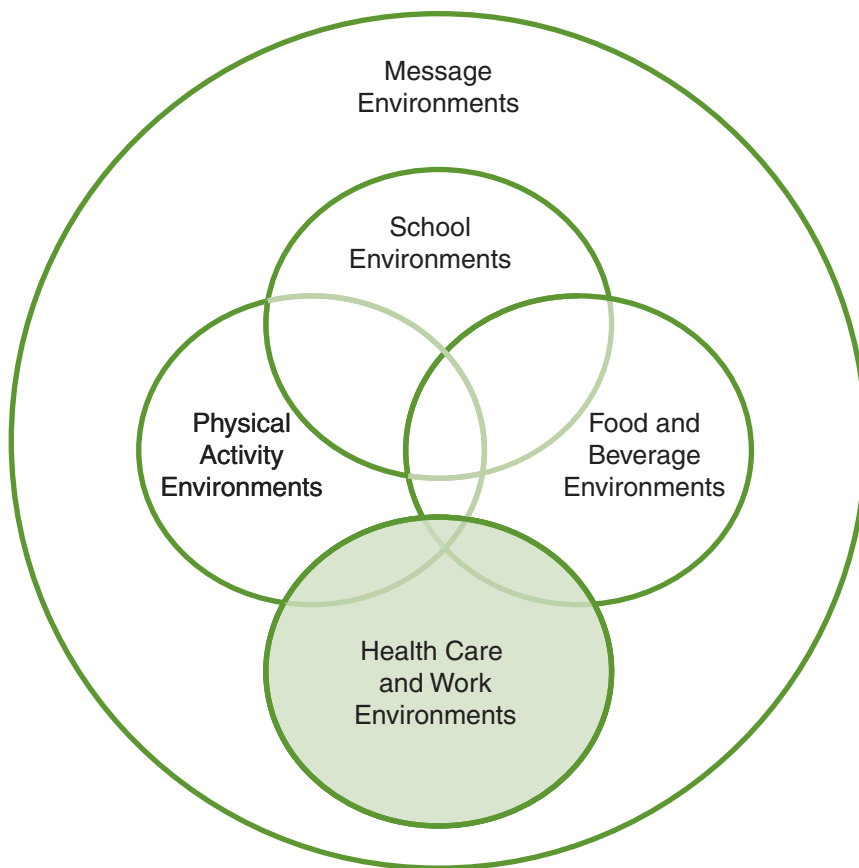 Message
Environments
School
Environments
Physical
Activity
Environments
Food and
Beverage
Environments
Health Care
and Work
Environments